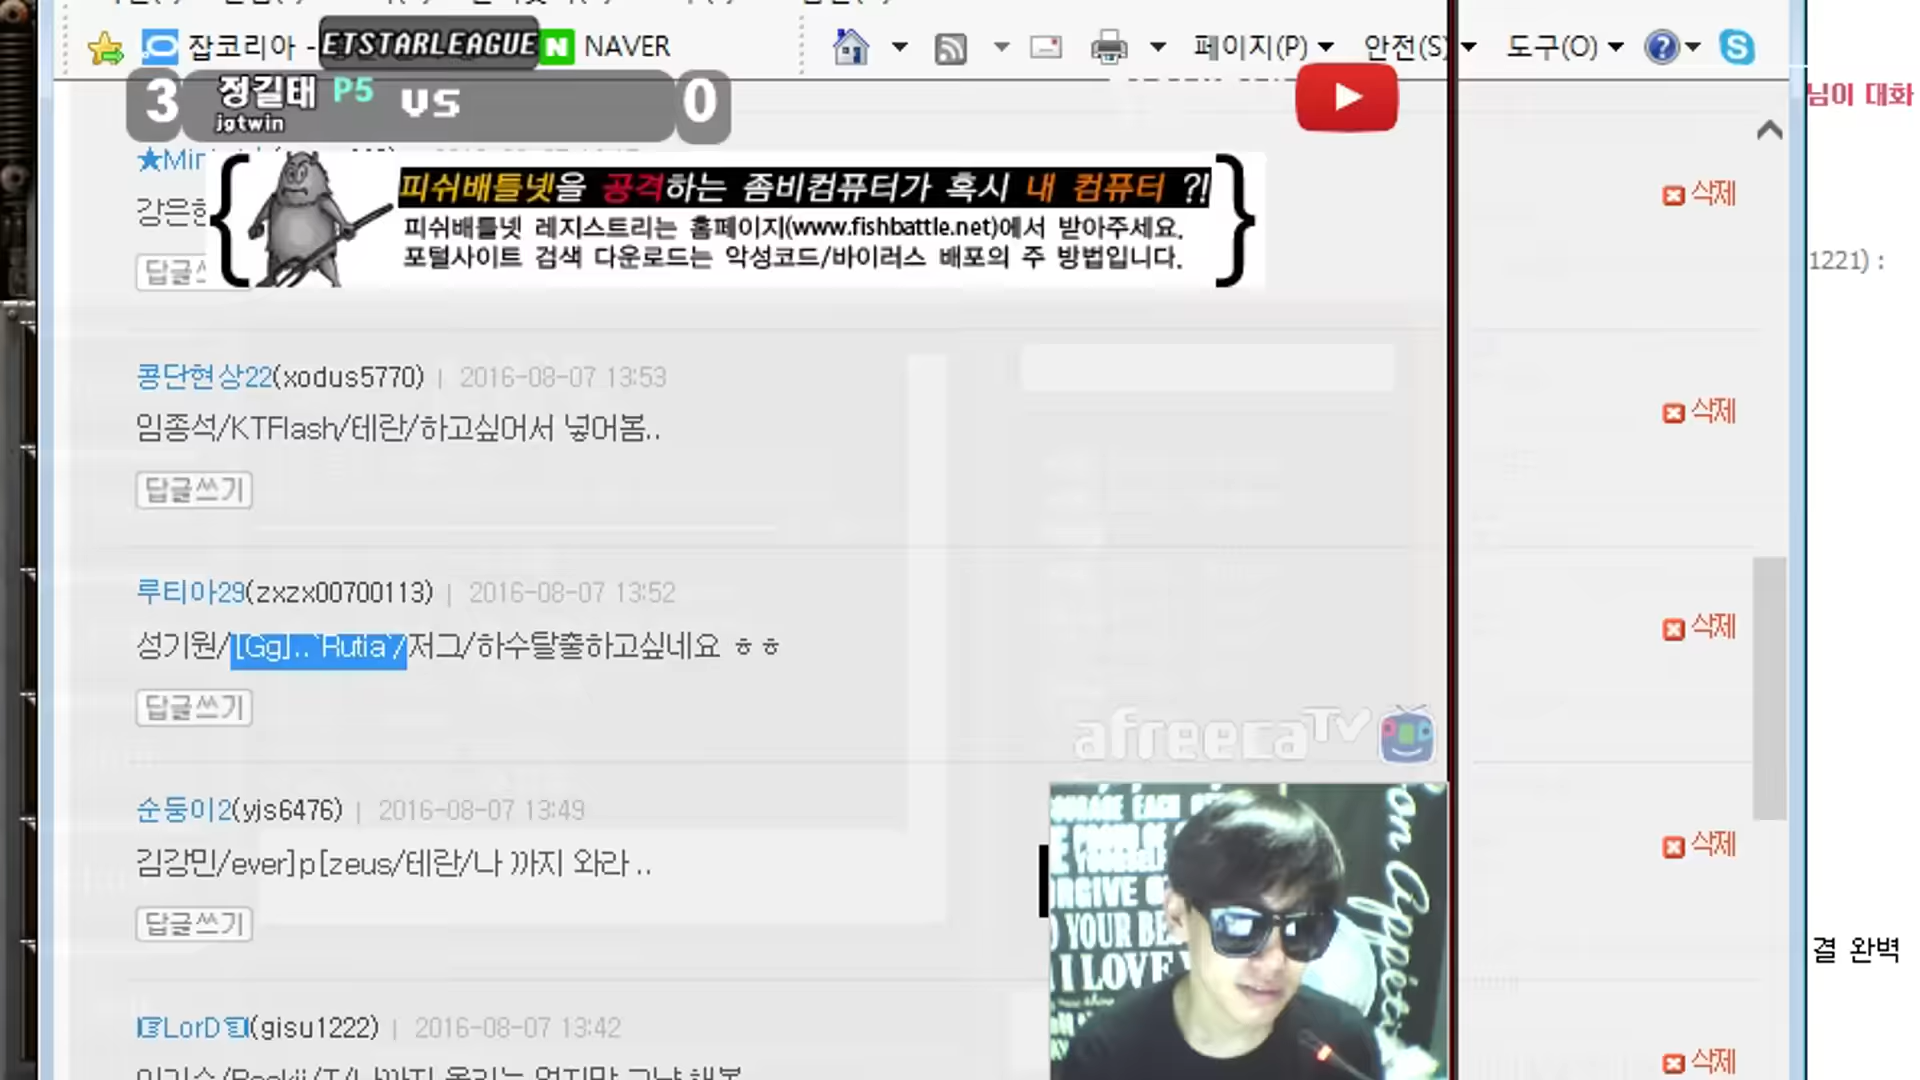 잡코리아 - ETSTARLEAGUE NAVER 페이지(P) 안전(S) 도구(O)
3 정길태 P5 vs 0
jgtwin
님이 대화
피쉬배틀넷을 공격하는 좀비컴퓨터가 혹시 내 컴퓨터 ?!
피쉬배틀넷 레지스트리는 홈페이지(www.fishbattle.net)에서 받아주세요.
포털사이트 검색 다운로드는 악성코드/바이러스 배포의 주 방법입니다.
삭제
1221) :
콩단현상22(xodus5770) | 2016-08-07 13:53
삭제
임종석/KTFlash/테란/하고싶어서 넣어봄..
답글쓰기
루티아29(zxzx00700113) | 2016-08-07 13:52
삭제
성기원/[Gg]..`Rutia`/저그/하수탈출하고싶네요 ㅎㅎ
답글쓰기
afreecaTV
순둥이2(yjs6476) | 2016-08-07 13:49
삭제
김강민/ever]p[zeus/테란/나 까지 와라 ..
답글쓰기
결 완벽
☞LorD☜(gisu1222) | 2016-08-07 13:42
삭제
YOUR BE
I LOVE